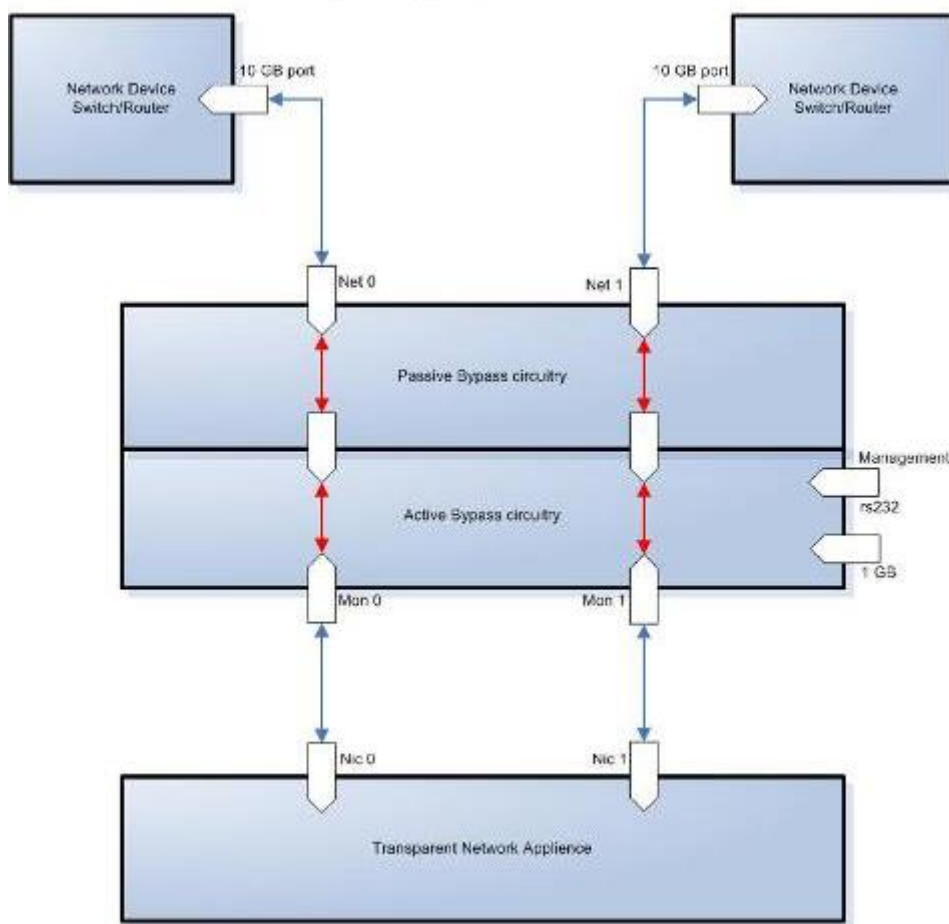 10 GB port
10 GB port
Network Device
Switch/Router
Network Device
Switch/Router
Net 0
Net 1
Passive Bypass circuitry
Management
Active Bypass circuitry
rs232
1 GB
Mon 0
Mon 1
Nic 0
Nic 1
Transparent Network Applience